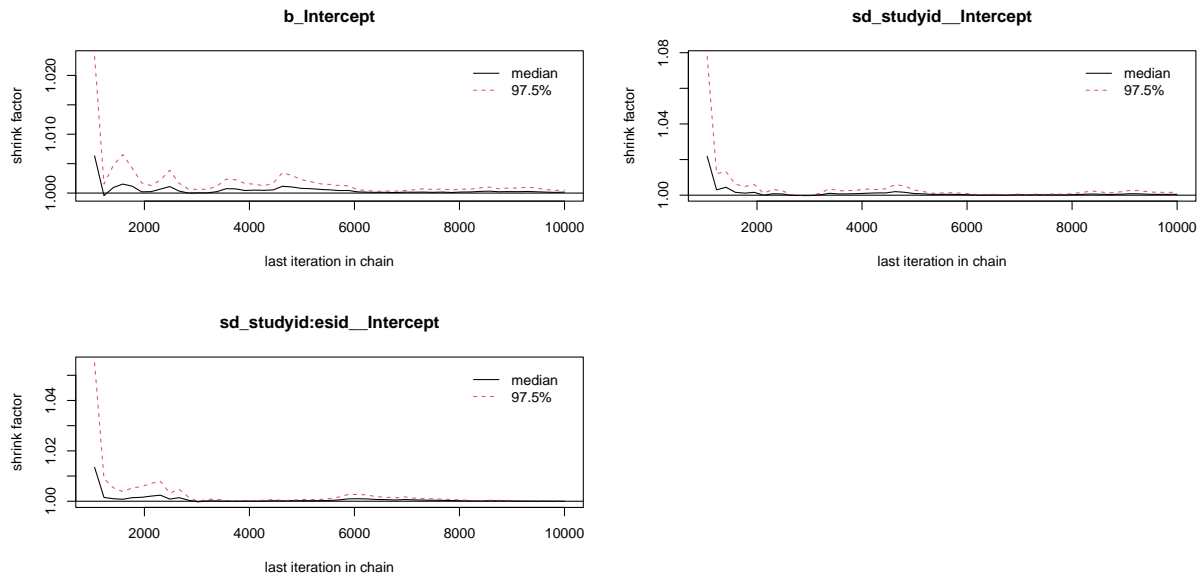 b_Intercept
shrink factor
1.000
1.010
1.020
median
97.5%
2000 4000 6000 8000 10000
last iteration in chain
sd_studyid__Intercept
shrink factor
1.00
1.04
1.08
median
97.5%
2000 4000 6000 8000 10000
last iteration in chain
sd_studyid:esid__Intercept
shrink factor
1.00
1.02
1.04
median
97.5%
2000 4000 6000 8000 10000
last iteration in chain